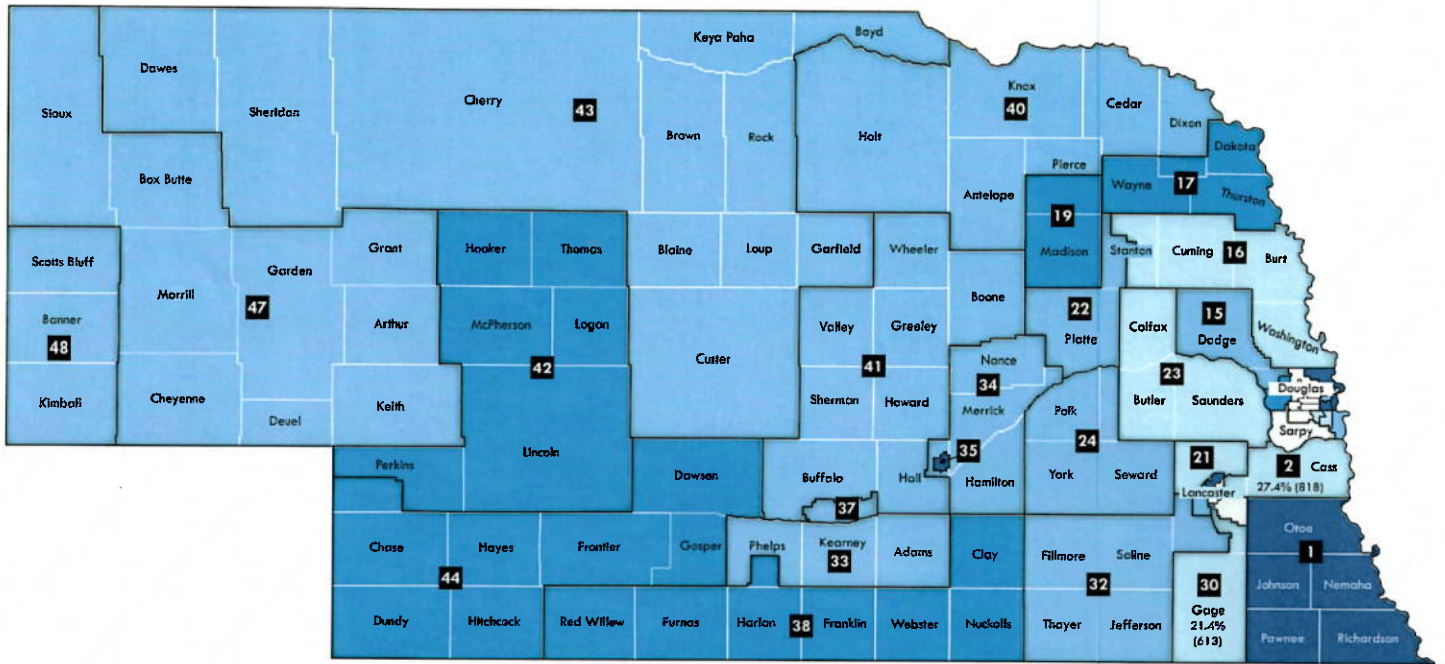 Keya Paha
Boyd
Dawes
Sioux
Sheridan
Cherry
43
Knox
40
Cedar
Dixon
Brown
Rock
Holt
Dakota
Box Butte
Pierce
Antelope
Wayne
17
Thurston
19
Madison
Scotts Bluff
Grant
Hooker
Thomas
Blaine
Loup
Garfield
Wheeler
Stanton
Cuming
16
Burt
Garden
Morrill
47
Banner
48
Arthur
McPherson
Logan
Boone
22
Platte
Colfax
15
Dodge
Washington
Valley
Greeley
Custer
42
41
Nance
34
23
Kimball
Cheyenne
Deuel
Keith
Sherman
Howard
Merrick
Polk
Butler
Saunders
Douglas
Sarpy
24
Lincoln
Perkins
Dawson
Buffalo
Hall
35
Hamilton
York
Seward
21
2
Cass
27.4% (818)
Lancaster
37
Otoe
Chase
Hayes
Frontier
Gosper
Phelps
Kearney
33
Adams
Clay
Fillmore
Saline
1
44
32
30
Johnson
Nemaha
Gage
21.4%
(613)
Dundy
Hitchcock
Red Willow
Furnas
Harlan
38
Franklin
Webster
Nuckolls
Thayer
Jefferson
Pawnee
Richardson